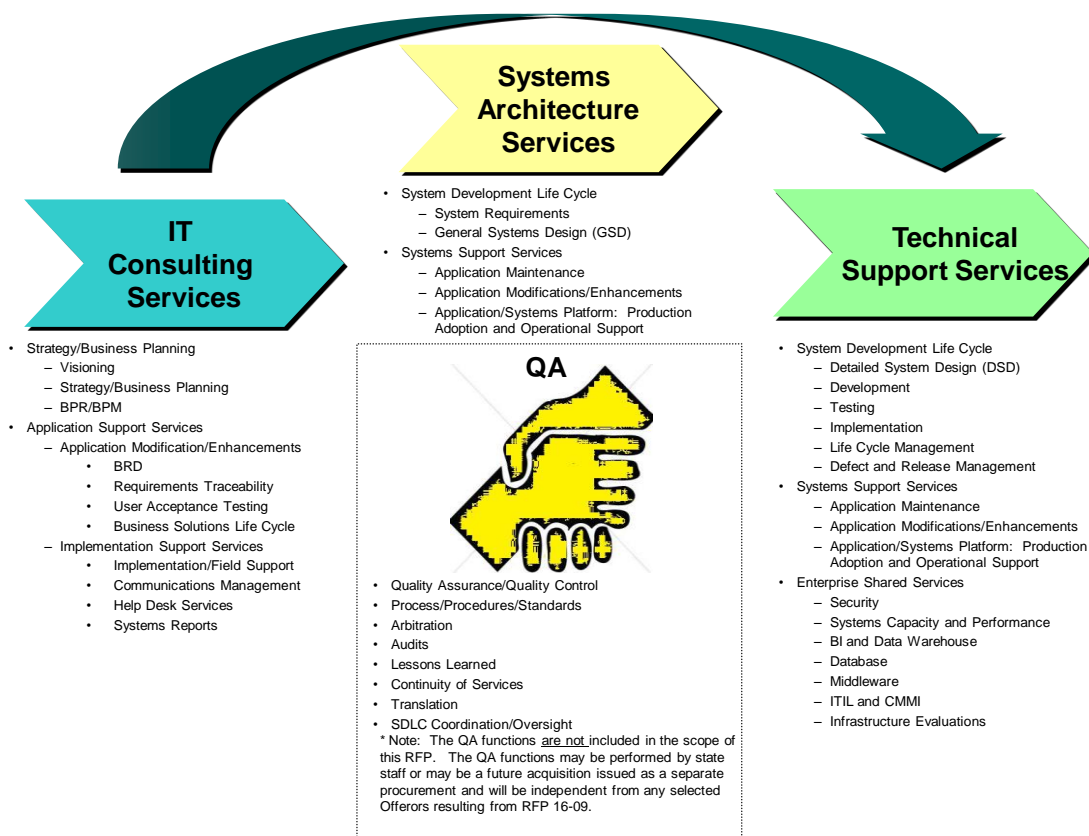 Systems
Architecture
Services
• System Development Life Cycle
– System Requirements
– General Systems Design (GSD)
• Systems Support Services
– Application Maintenance
– Application Modifications/Enhancements
– Application/Systems Platform: Production
Adoption and Operational Support
IT
Consulting
Services
• Strategy/Business Planning
– Visioning
– Strategy/Business Planning
– BPR/BPM
• Application Support Services
– Application Modification/Enhancements
• BRD
• Requirements Traceability
• User Acceptance Testing
• Business Solutions Life Cycle
– Implementation Support Services
• Implementation/Field Support
• Communications Management
• Help Desk Services
• Systems Reports
QA
• Quality Assurance/Quality Control
• Process/Procedures/Standards
• Arbitration
• Audits
• Lessons Learned
• Continuity of Services
• Translation
• SDLC Coordination/Oversight
* Note: The QA functions are not included in the scope of
this RFP. The QA functions may be performed by state
staff or may be a future acquisition issued as a separate
procurement and will be independent from any selected
Offerors resulting from RFP 16-09.
Technical
Support Services
• System Development Life Cycle
– Detailed System Design (DSD)
– Development
– Testing
– Implementation
– Life Cycle Management
– Defect and Release Management
• Systems Support Services
– Application Maintenance
– Application Modifications/Enhancements
– Application/Systems Platform: Production
Adoption and Operational Support
• Enterprise Shared Services
– Security
– Systems Capacity and Performance
– BI and Data Warehouse
– Database
– Middleware
– ITIL and CMMI
– Infrastructure Evaluations